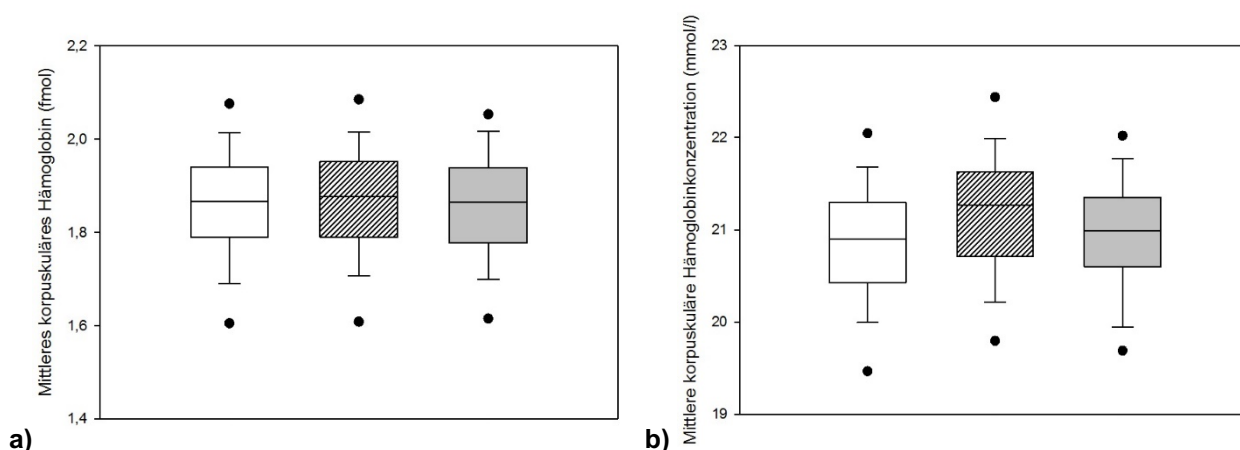 Mittleres korpuskuläres Hämoglobin (fmol)
2,2
2,0
1,8
1,6
1,4
a)
Mittlere korpuskuläre Hämoglobinkonzentration (mmol/l)
23
22
21
20
19
b)